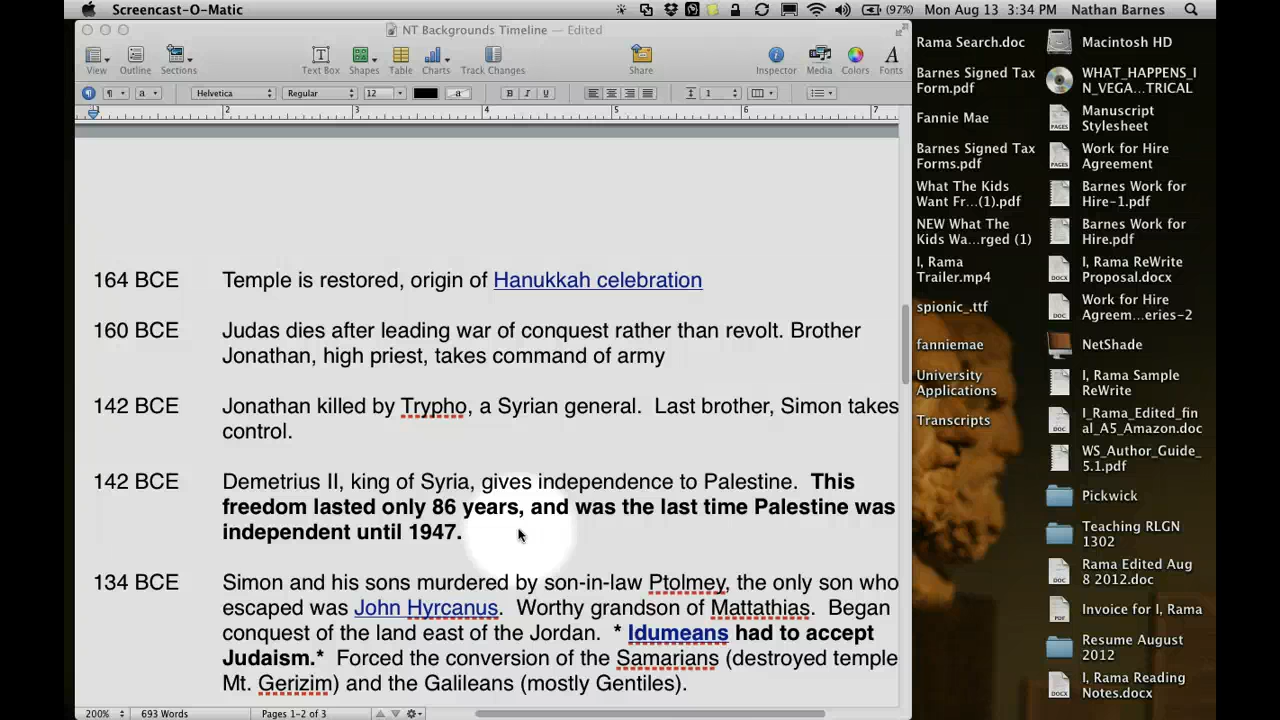 Screencast-O-Matic
(97%) Mon Aug 13 3:34 PM Nathan Barnes
NT Backgrounds Timeline — Edited
View Outline Sections Text Box Shapes Table Charts Track Changes Share Inspector Media Colors Fonts
¶ a Helvetica Regular 12 a B I U 1
2 3 4 5 6 7
164 BCE Temple is restored, origin of Hanukkah celebration
160 BCE Judas dies after leading war of conquest rather than revolt. Brother
Jonathan, high priest, takes command of army
142 BCE Jonathan killed by Trypho, a Syrian general. Last brother, Simon takes
control.
142 BCE Demetrius II, king of Syria, gives independence to Palestine. This
freedom lasted only 86 years, and was the last time Palestine was
independent until 1947.
134 BCE Simon and his sons murdered by son-in-law Ptolmey, the only son who
escaped was John Hyrcanus. Worthy grandson of Mattathias. Began
conquest of the land east of the Jordan. * Idumeans had to accept
Judaism.* Forced the conversion of the Samarians (destroyed temple
Mt. Gerizim) and the Galileans (mostly Gentiles).
200% 693 Words Pages 1-2 of 3
Rama Search.doc
Barnes Signed Tax
Form.pdf
Fannie Mae
Barnes Signed Tax
Forms.pdf
What The Kids
Want Fr...(1).pdf
NEW What The
Kids Wa...rged (1)
I, Rama
Trailer.mp4
spionic_.ttf
fanniemae
University
Applications
Transcripts
Macintosh HD
WHAT_HAPPENS_I
N_VEGA...TRICAL
Manuscript
Stylesheet
Work for Hire
Agreement
Barnes Work for
Hire-1.pdf
Barnes Work for
Hire.pdf
I, Rama ReWrite
Proposal.docx
Work for Hire
Agreem...eries-2
NetShade
I, Rama Sample
ReWrite
I_Rama_Edited_fin
al_A5_Amazon.doc
WS_Author_Guide_
5.1.pdf
Pickwick
Teaching RLGN
1302
Rama Edited Aug
8 2012.doc
Invoice for I, Rama
Resume August
2012
I, Rama Reading
Notes.docx